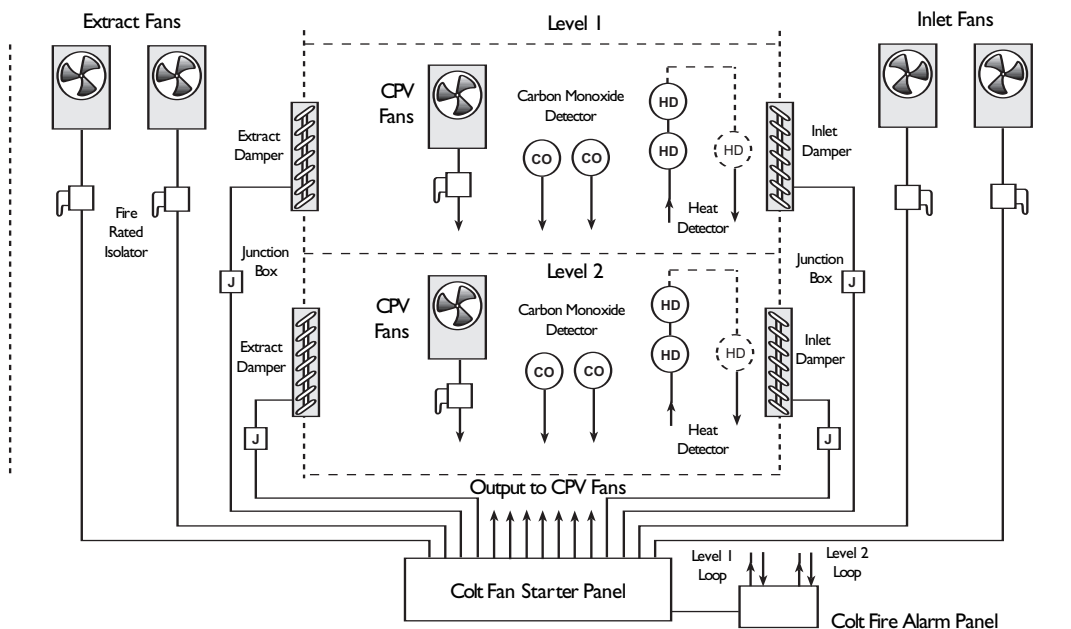 Extract Fans
Level 1
Inlet Fans
CPV
Fans
Carbon Monoxide
Detector
HD
HD
HD
CO
CO
Extract
Damper
Inlet
Damper
Fire
Rated
Isolator
Heat
Detector
Junction
Box
J
Junction
Box
J
Level 2
CPV
Fans
Carbon Monoxide
Detector
HD
HD
HD
CO
CO
Extract
Damper
Inlet
Damper
Heat
Detector
J
J
Output to CPV Fans
Colt Fan Starter Panel
Level 1
Loop
Level 2
Loop
Colt Fire Alarm Panel